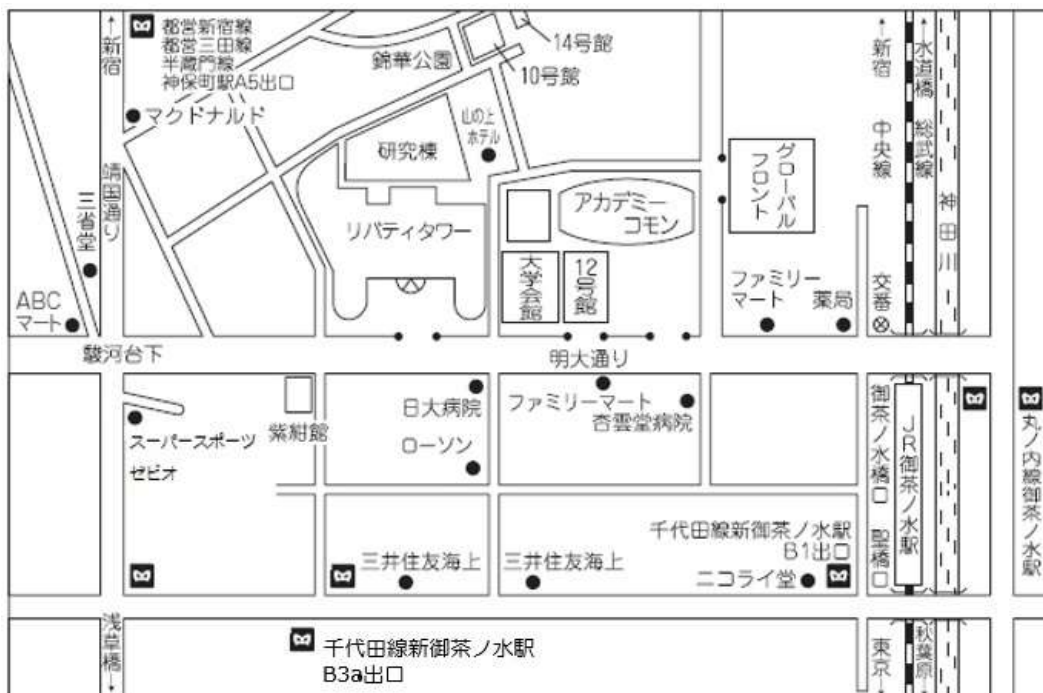 都営新宿線
都営三田線
半蔵門線
神保町駅A5出口
←新宿
靖国通り
マクドナルド
三省堂
ABC
マート
錦華公園
14号館
10号館
山の上
ホテル
研究棟
リバティタワー
アカデミー
コモン
大学会館
12号館
グローバル
フロント
ファミリー
マート
薬局
交番
←新宿
中央線
←水道橋
総武線
神田川
駿河台下
明大通り
スーパースポーツ
ゼビオ
紫紺館
日大病院
ローソン
ファミリーマート
杏雲堂病院
御茶ノ水橋口
聖橋口
JR御茶ノ水駅
丸ノ内線御茶ノ水駅
三井住友海上
三井住友海上
千代田線新御茶ノ水駅
B1出口
ニコライ堂
浅草橋→
千代田線新御茶ノ水駅
B3a出口
東京→
秋葉原→